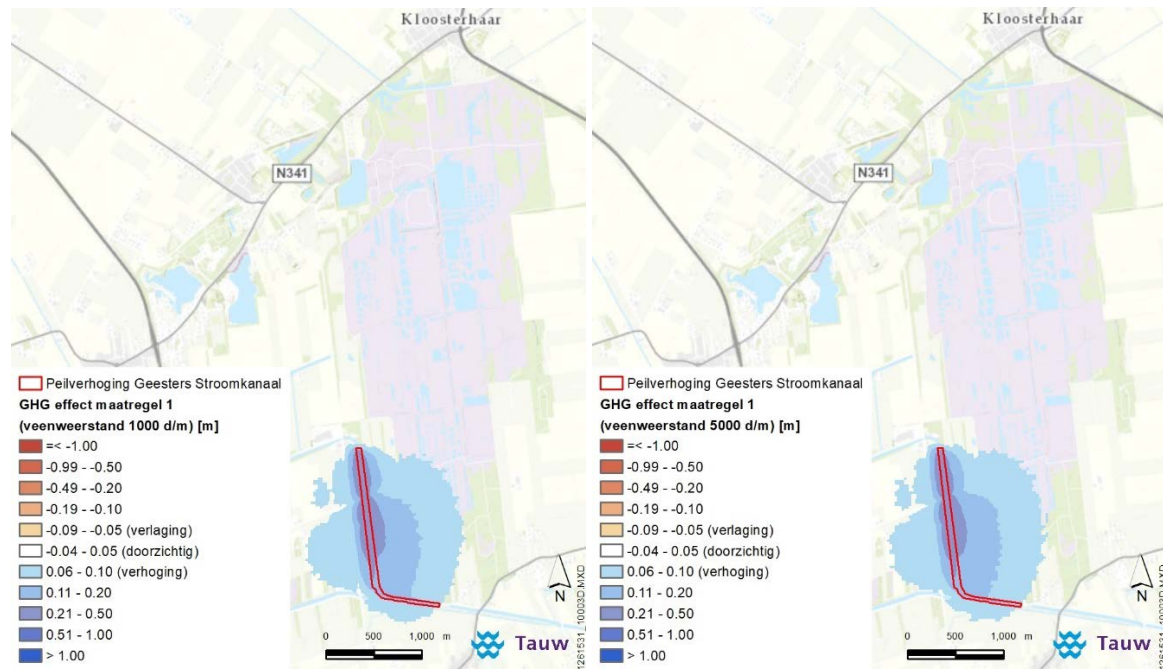 Kloosterhaar
N341
Peilverhoging Geesters Stroomkanaal
GHG effect maatregel 1
(veenweerstand 1000 d/m) [m]
=< -1.00
-0.99 - -0.50
-0.49 - -0.20
-0.19 - -0.10
-0.09 - -0.05 (verlaging)
-0.04 - 0.05 (doorzichtig)
0.06 - 0.10 (verhoging)
0.11 - 0.20
0.21 - 0.50
0.51 - 1.00
> 1.00
0 500 1,000 m
N
Tauw
1261531_10003D.MXD
Kloosterhaar
N341
Peilverhoging Geesters Stroomkanaal
GHG effect maatregel 1
(veenweerstand 5000 d/m) [m]
=< -1.00
-0.99 - -0.50
-0.49 - -0.20
-0.19 - -0.10
-0.09 - -0.05 (verlaging)
-0.04 - 0.05 (doorzichtig)
0.06 - 0.10 (verhoging)
0.11 - 0.20
0.21 - 0.50
0.51 - 1.00
> 1.00
0 500 1,000 m
N
Tauw
1261531_10003D.MXD